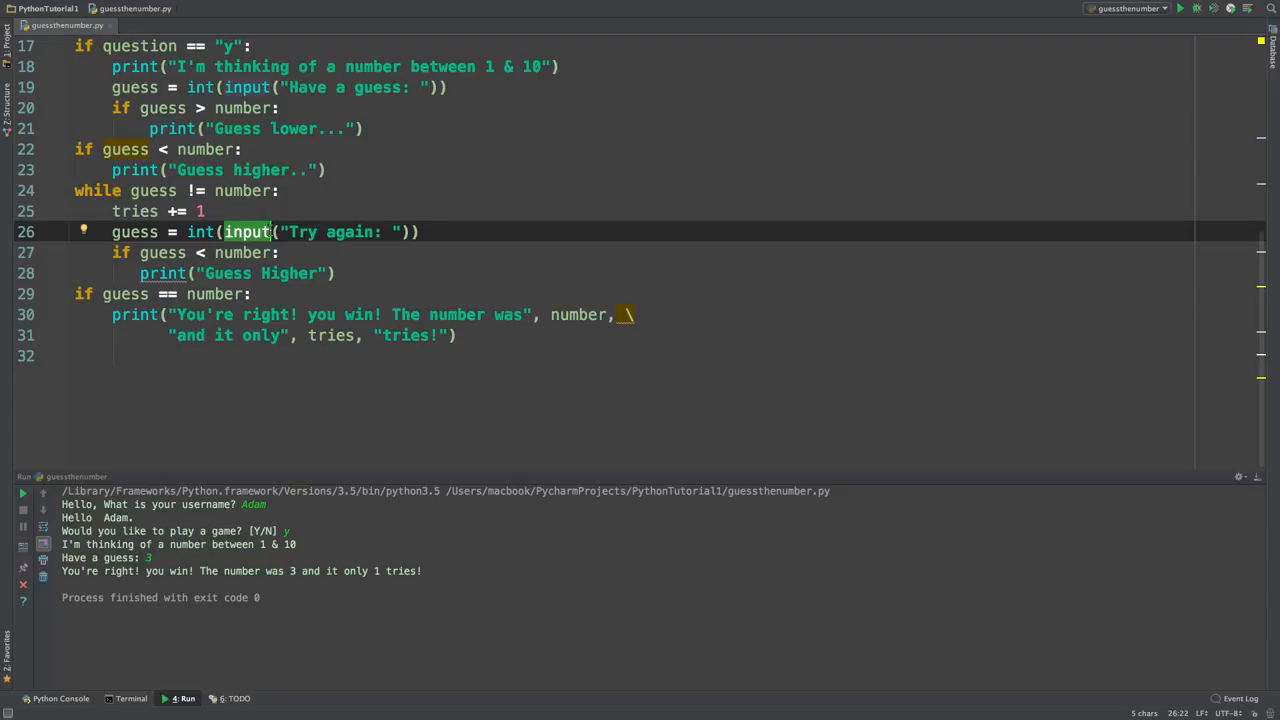 PythonTutorial1 guessthenumber.py guessthenumber
guessthenumber.py
1: Project
Z: Structure
2: Favorites
Database
17 if question == "y":
18 print("I'm thinking of a number between 1 & 10")
19 guess = int(input("Have a guess: "))
20 if guess > number:
21 print("Guess lower...")
22 if guess < number:
23 print("Guess higher..")
24 while guess != number:
25 tries += 1
26 guess = int(input("Try again: "))
27 if guess < number:
28 print("Guess Higher")
29 if guess == number:
30 print("You're right! you win! The number was", number, \
31 "and it only", tries, "tries!")
32
Run guessthenumber
/Library/Frameworks/Python.framework/Versions/3.5/bin/python3.5 /Users/macbook/PycharmProjects/PythonTutorial1/guessthenumber.py
Hello, What is your username? Adam
Hello  Adam.
Would you like to play a game? [Y/N] y
I'm thinking of a number between 1 & 10
Have a guess: 3
You're right! you win! The number was 3 and it only 1 tries!
Process finished with exit code 0
Python Console Terminal 4: Run 6: TODO Event Log
5 chars 26:22 LF÷ UTF-8÷